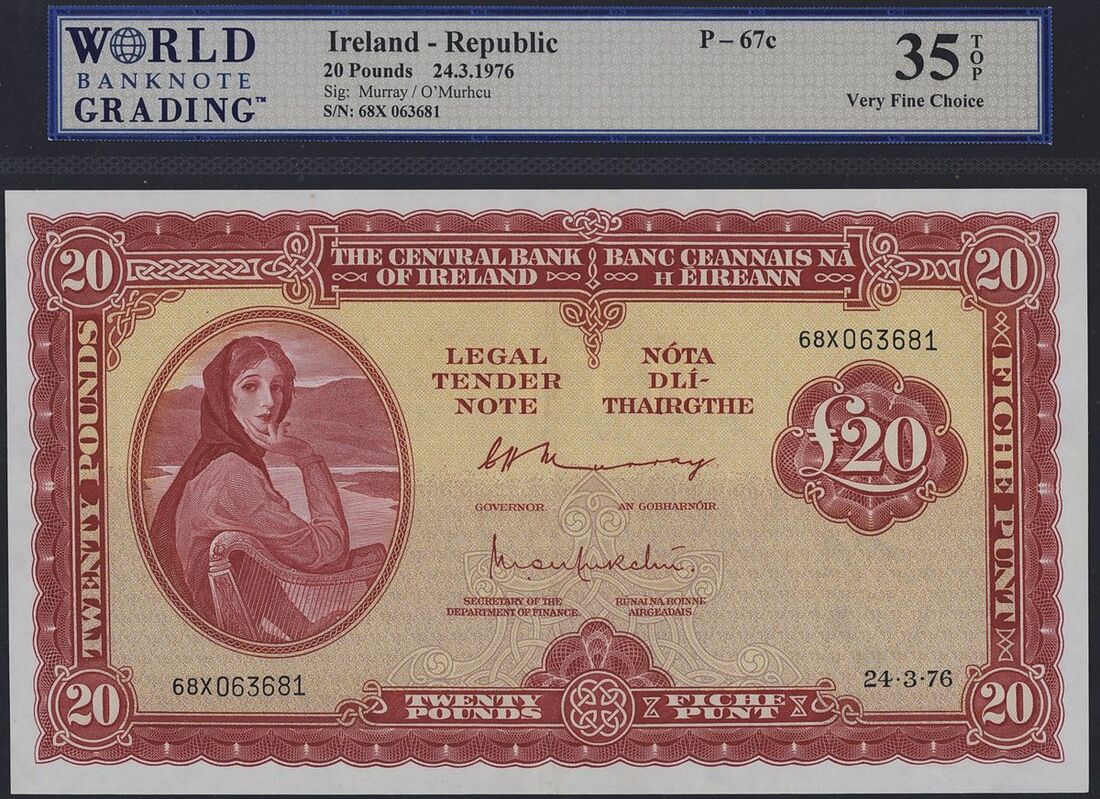 WORLD
BANKNOTE
GRADING™
Ireland - Republic
20 Pounds 24.3.1976
Sig: Murray / O'Murhcu
S/N: 68X 063681
P – 67c
35 TOP
Very Fine Choice
20
THE CENTRAL BANK
OF IRELAND
BANC CEANNAIS NA
H ÉIREANN
20
TWENTY POUNDS
LEGAL
TENDER
NOTE
NÓTA
DLÍ-
THAIRGTHE
68X063681
£20
FICHE PUNT
GOVERNOR
AN GOBHARNÓIR.
SECRETARY OF THE
DEPARTMENT OF FINANCE.
RÚNAÍ NA ROINNE
AIRGEADAIS.
68X063681
24·3·76
20
TWENTY
POUNDS
FICHE
PUNT
20